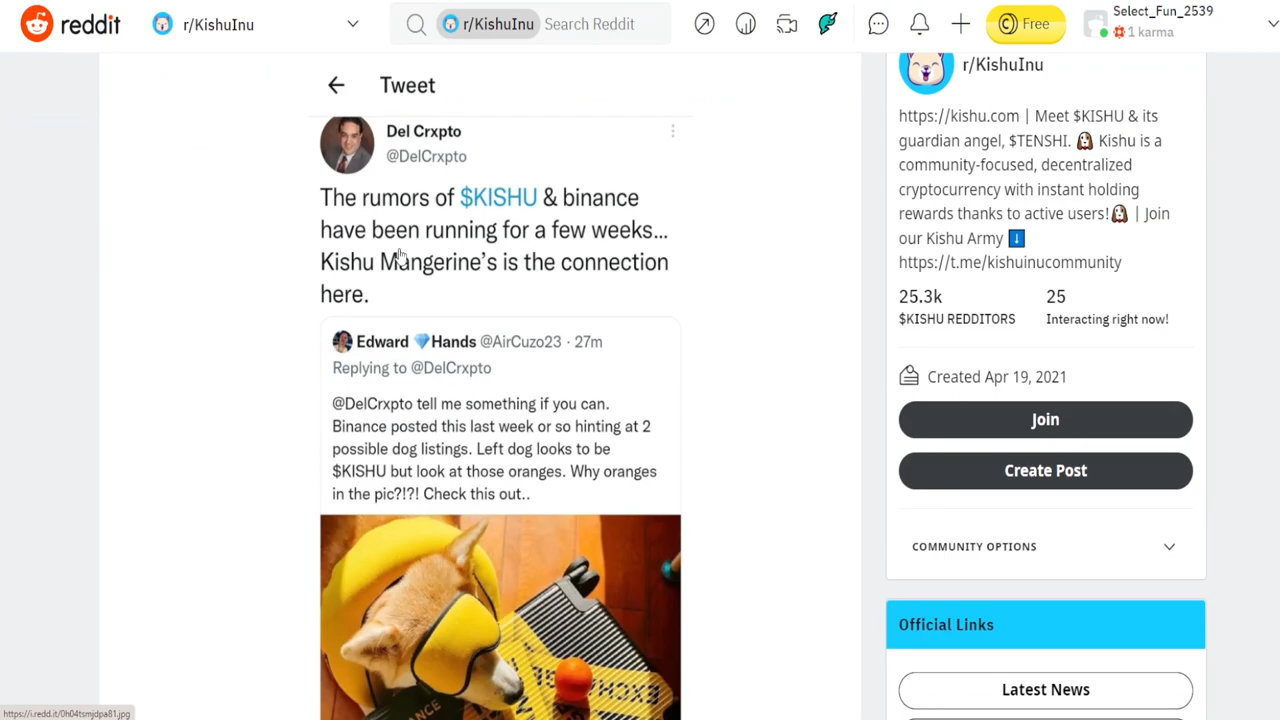 reddit
r/KishuInu
r/KishuInu Search Reddit
Free
Select_Fun_2539
1 karma
Tweet
Del Crxpto
@DelCrxpto
The rumors of $KISHU & binance
have been running for a few weeks...
Kishu Mangerine's is the connection
here.
Edward 💎Hands @AirCuzo23 · 27m
Replying to @DelCrxpto
@DelCrxpto tell me something if you can.
Binance posted this last week or so hinting at 2
possible dog listings. Left dog looks to be
$KISHU but look at those oranges. Why oranges
in the pic?!?! Check this out..
r/KishuInu
https://kishu.com | Meet $KISHU & its
guardian angel, $TENSHI. 🐶 Kishu is a
community-focused, decentralized
cryptocurrency with instant holding
rewards thanks to active users!🐶 | Join
our Kishu Army ⬇️
https://t.me/kishuinucommunity
25.3k 25
$KISHU REDDITORS Interacting right now!
Created Apr 19, 2021
Join
Create Post
COMMUNITY OPTIONS
Official Links
Latest News
https://i.redd.it/0h04tsmjdpa81.jpg